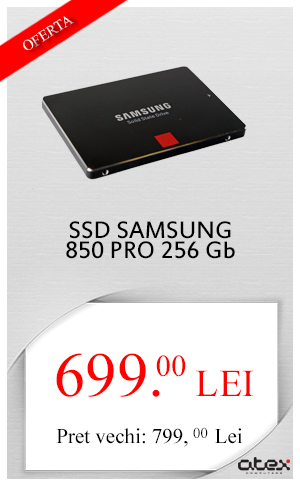 OFERTA
SAMSUNG
Solid State Drive
SSD SAMSUNG
850 PRO 256 Gb
699.00 LEI
Pret vechi: 799, 00 Lei
atex
COMPUTERS